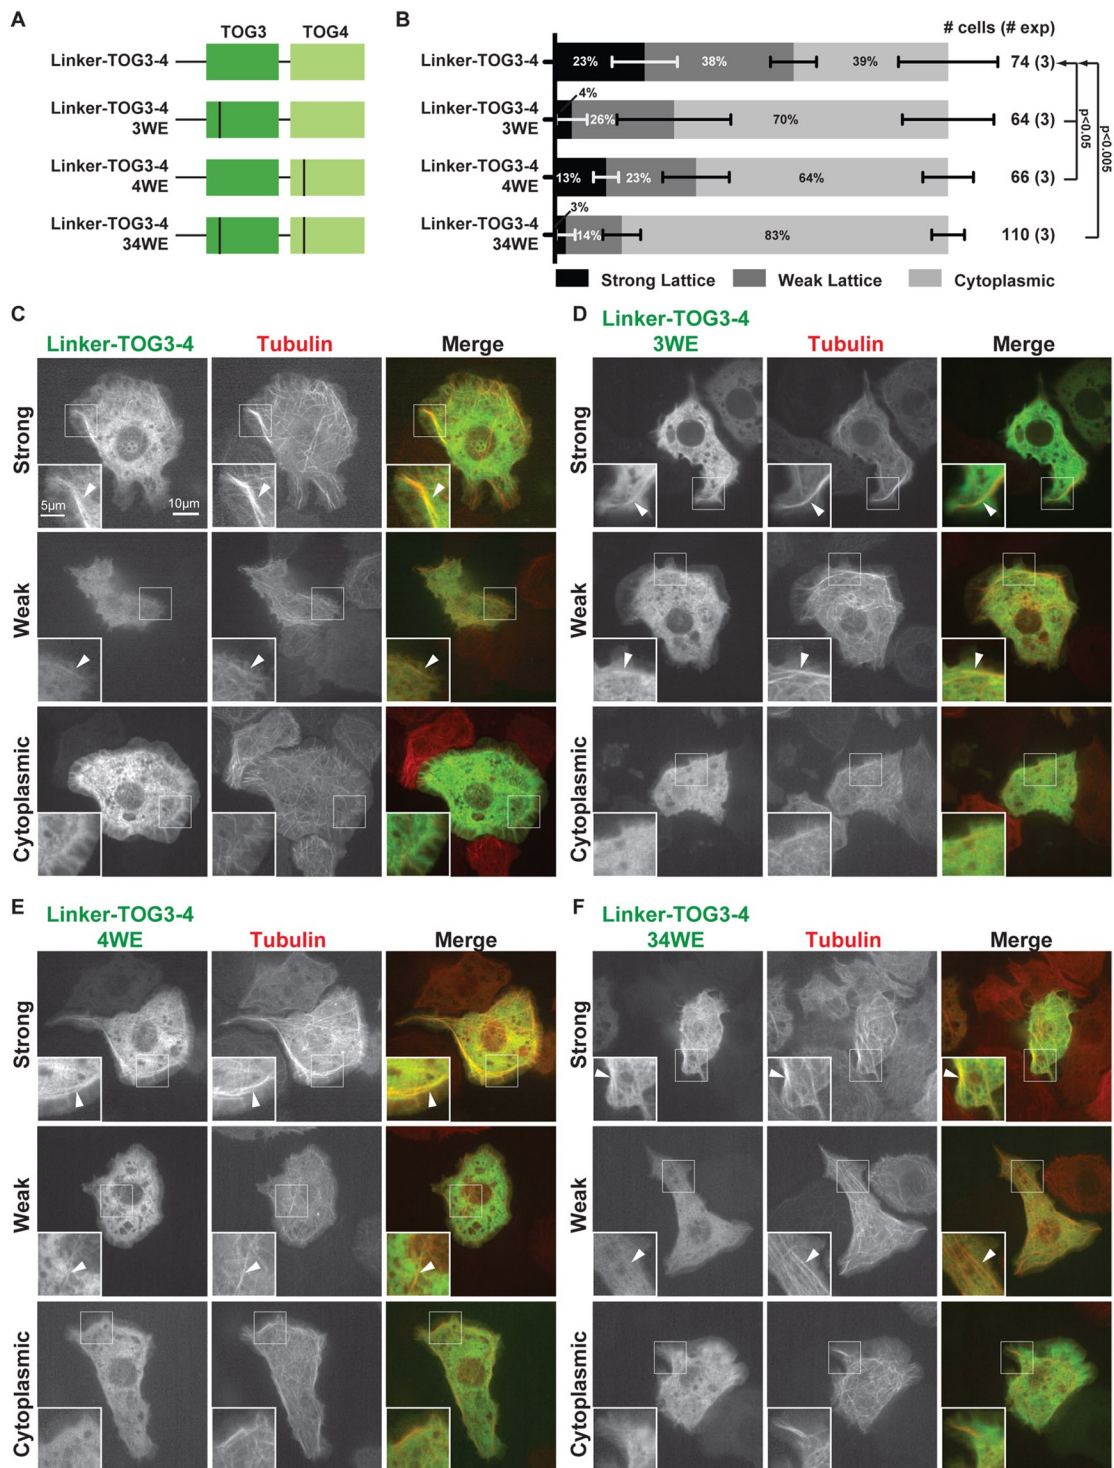 A
TOG3 TOG4
Linker-TOG3-4
Linker-TOG3-4
3WE
Linker-TOG3-4
4WE
Linker-TOG3-4
34WE
B
# cells (# exp)
Linker-TOG3-4 23% 38% 39% 74 (3)
4%
Linker-TOG3-4
3WE 26% 70% 64 (3)
Linker-TOG3-4
4WE 13% 23% 64% 66 (3)
3%
Linker-TOG3-4
34WE 14% 83% 110 (3)
p<0.05
p<0.005
Strong Lattice Weak Lattice Cytoplasmic
C
Linker-TOG3-4 Tubulin Merge
Strong
5µm 10µm
Weak
Cytoplasmic
D
Linker-TOG3-4
3WE Tubulin Merge
Strong
Weak
Cytoplasmic
E
Linker-TOG3-4
4WE Tubulin Merge
Strong
Weak
Cytoplasmic
F
Linker-TOG3-4
34WE Tubulin Merge
Strong
Weak
Cytoplasmic